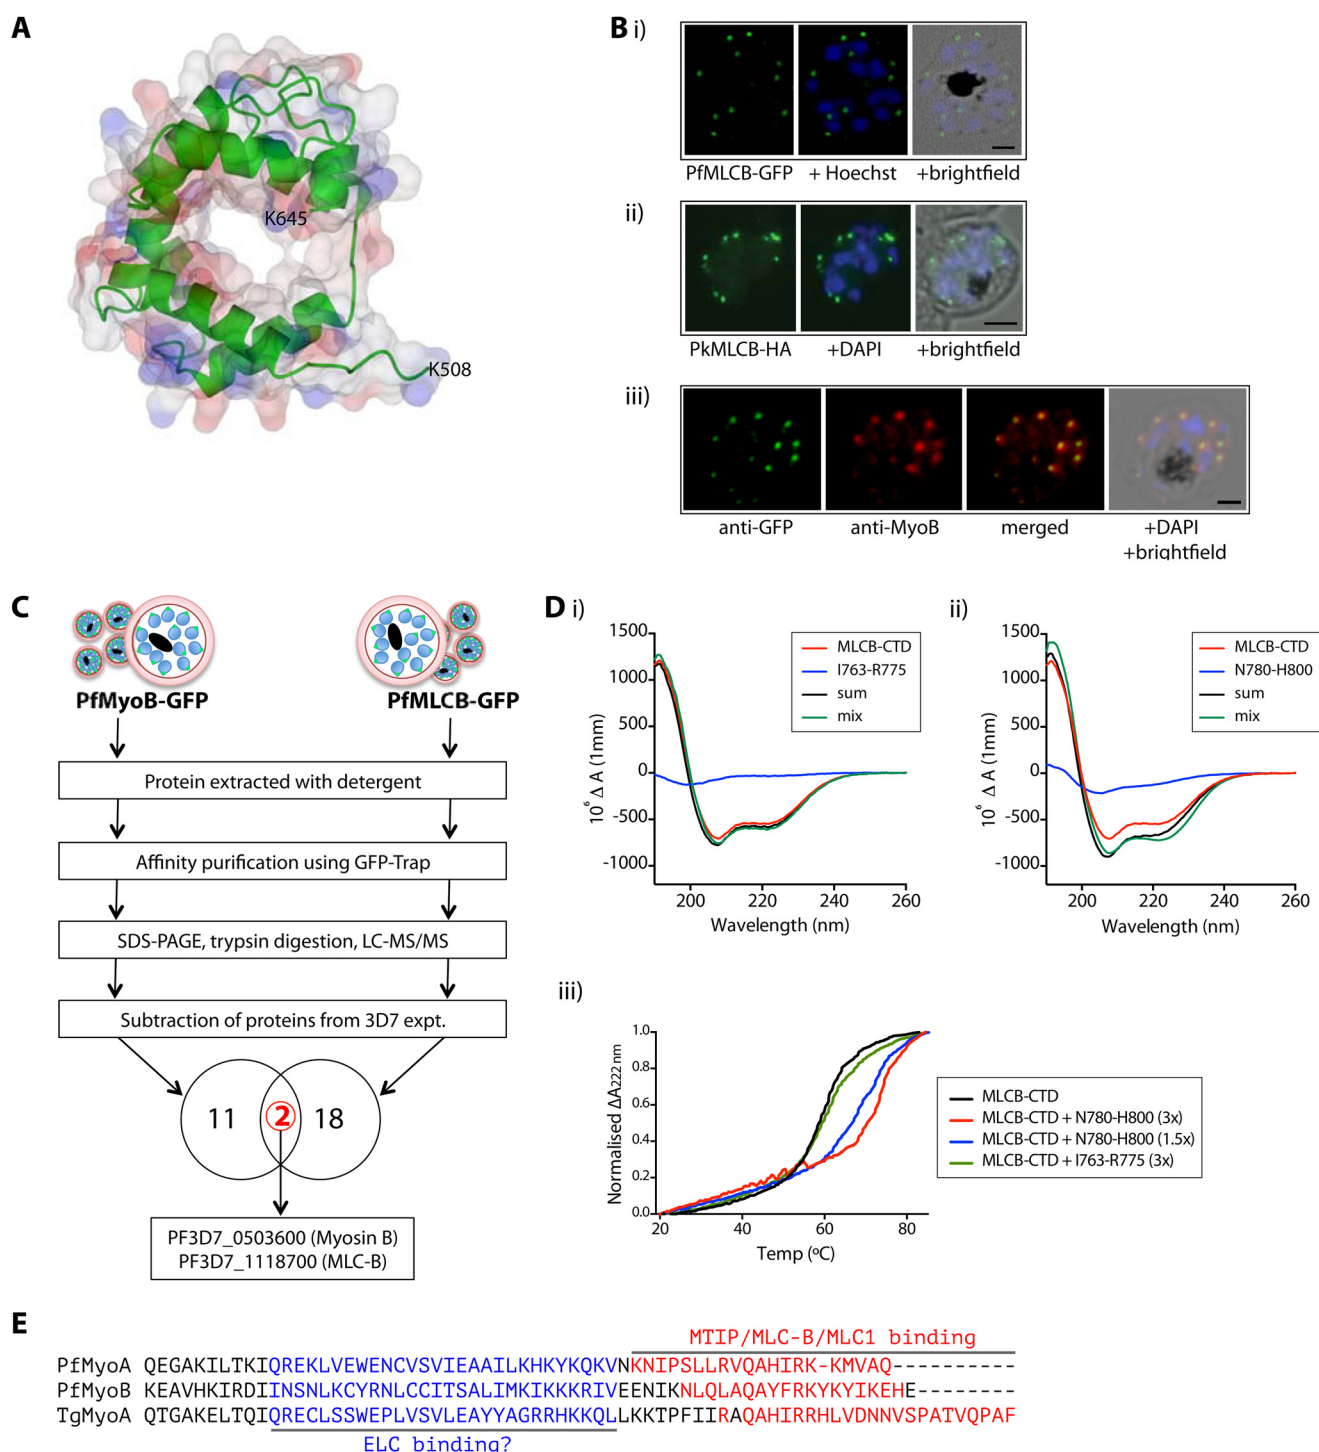 A
K645
K508
B i)
PfMLCB-GFP + Hoechst +brightfield
ii)
PkMLCB-HA +DAPI +brightfield
iii)
anti-GFP anti-MyoB merged +DAPI
+brightfield
C
PfMyoB-GFP PfMLCB-GFP
Protein extracted with detergent
Affinity purification using GFP-Trap
SDS-PAGE, trypsin digestion, LC-MS/MS
Subtraction of proteins from 3D7 expt.
11 2 18
PF3D7_0503600 (Myosin B)
PF3D7_1118700 (MLC-B)
D i)
1500
1000
500
0
-500
-1000
10⁶ Δ A (1mm)
MLCB-CTD
I763-R775
sum
mix
200 220 240 260
Wavelength (nm)
ii)
1500
1000
500
0
-500
-1000
10⁶ Δ A (1mm)
MLCB-CTD
N780-H800
sum
mix
200 220 240 260
Wavelength (nm)
iii)
1.0
0.8
0.6
0.4
0.2
0.0
Normalised ΔA222 nm
20 40 60 80
Temp (ºC)
MLCB-CTD
MLCB-CTD + N780-H800 (3x)
MLCB-CTD + N780-H800 (1.5x)
MLCB-CTD + I763-R775 (3x)
E
MTIP/MLC-B/MLC1 binding
PfMyoA QEGAKILTKIQREKLVEWENCVSVIEAAILKHKYKQKVNKNIPSLLRVQAHIRK-KMVAQ----------
PfMyoB KEAVHKIRDIINSNLKCYRNLCCITSALIMKIKKKRIVEENIKNLQLAQAYFRKYKYIKEHE--------
TgMyoA QTGAKELTQIQRECLSSWEPLVSVLEAYYAGRRHKKQLLKKTPFIIRAQAHIRRHLVDNNVSPATVQPAF
ELC binding?